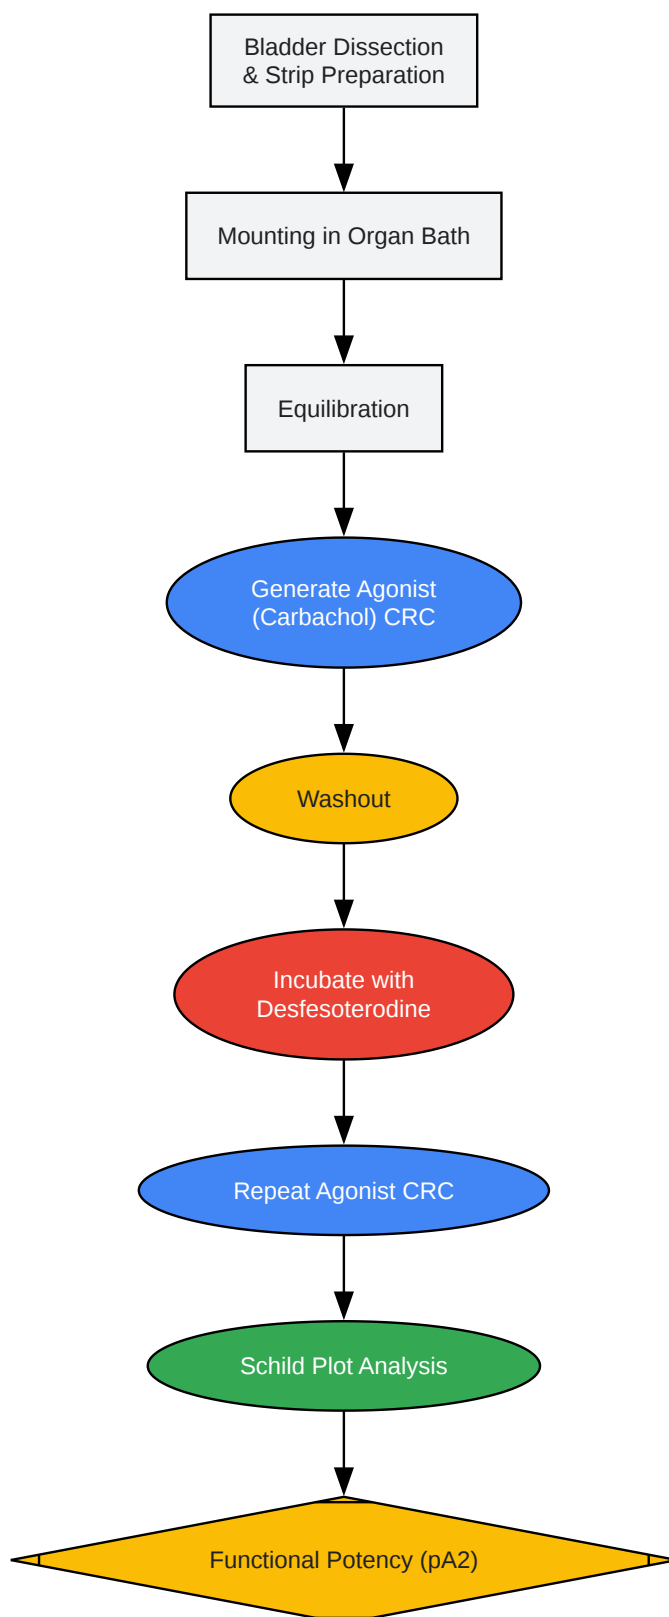 Bladder Dissection
& Strip Preparation
Mounting in Organ Bath
Equilibration
Generate Agonist
(Carbachol) CRC
Washout
Incubate with
Desfesoterodine
Repeat Agonist CRC
Schild Plot Analysis
Functional Potency (pA2)